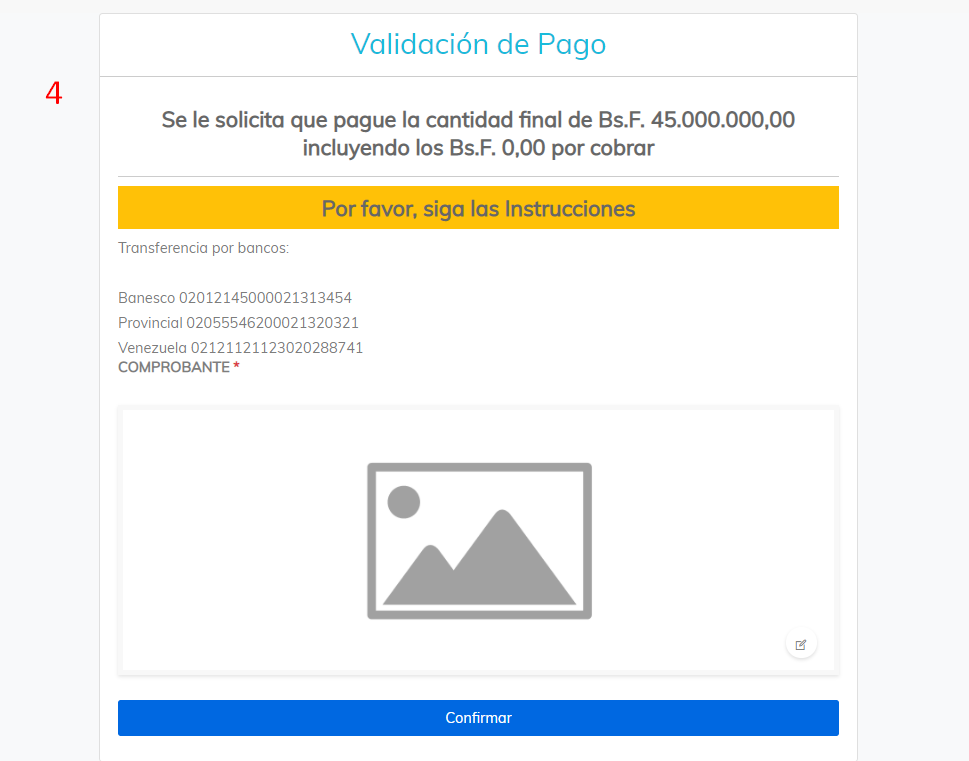 Validación de Pago
4
Se le solicita que pague la cantidad final de Bs.F. 45.000.000,00
incluyendo los Bs.F. 0,00 por cobrar
Por favor, siga las Instrucciones
Transferencia por bancos:
Banesco 02012145000021313454
Provincial 02055546200021320321
Venezuela 02121121123020288741
COMPROBANTE *
Confirmar